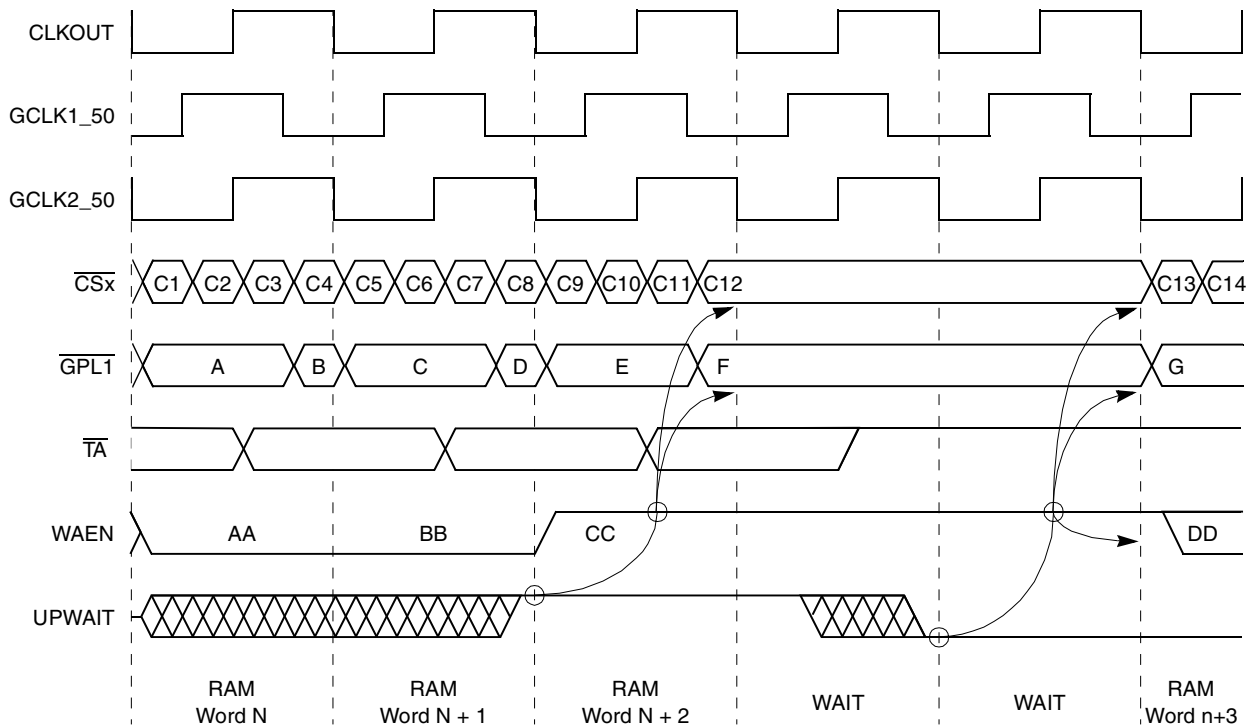 CLKOUT
GCLK1_50
GCLK2_50
CSx C1 C2 C3 C4 C5 C6 C7 C8 C9 C10 C11 C12 C13 C14
GPL1 A B C D E F G
TA
WAEN AA BB CC DD
UPWAIT
RAM RAM RAM WAIT WAIT RAM
Word N Word N + 1 Word N + 2 Word n+3